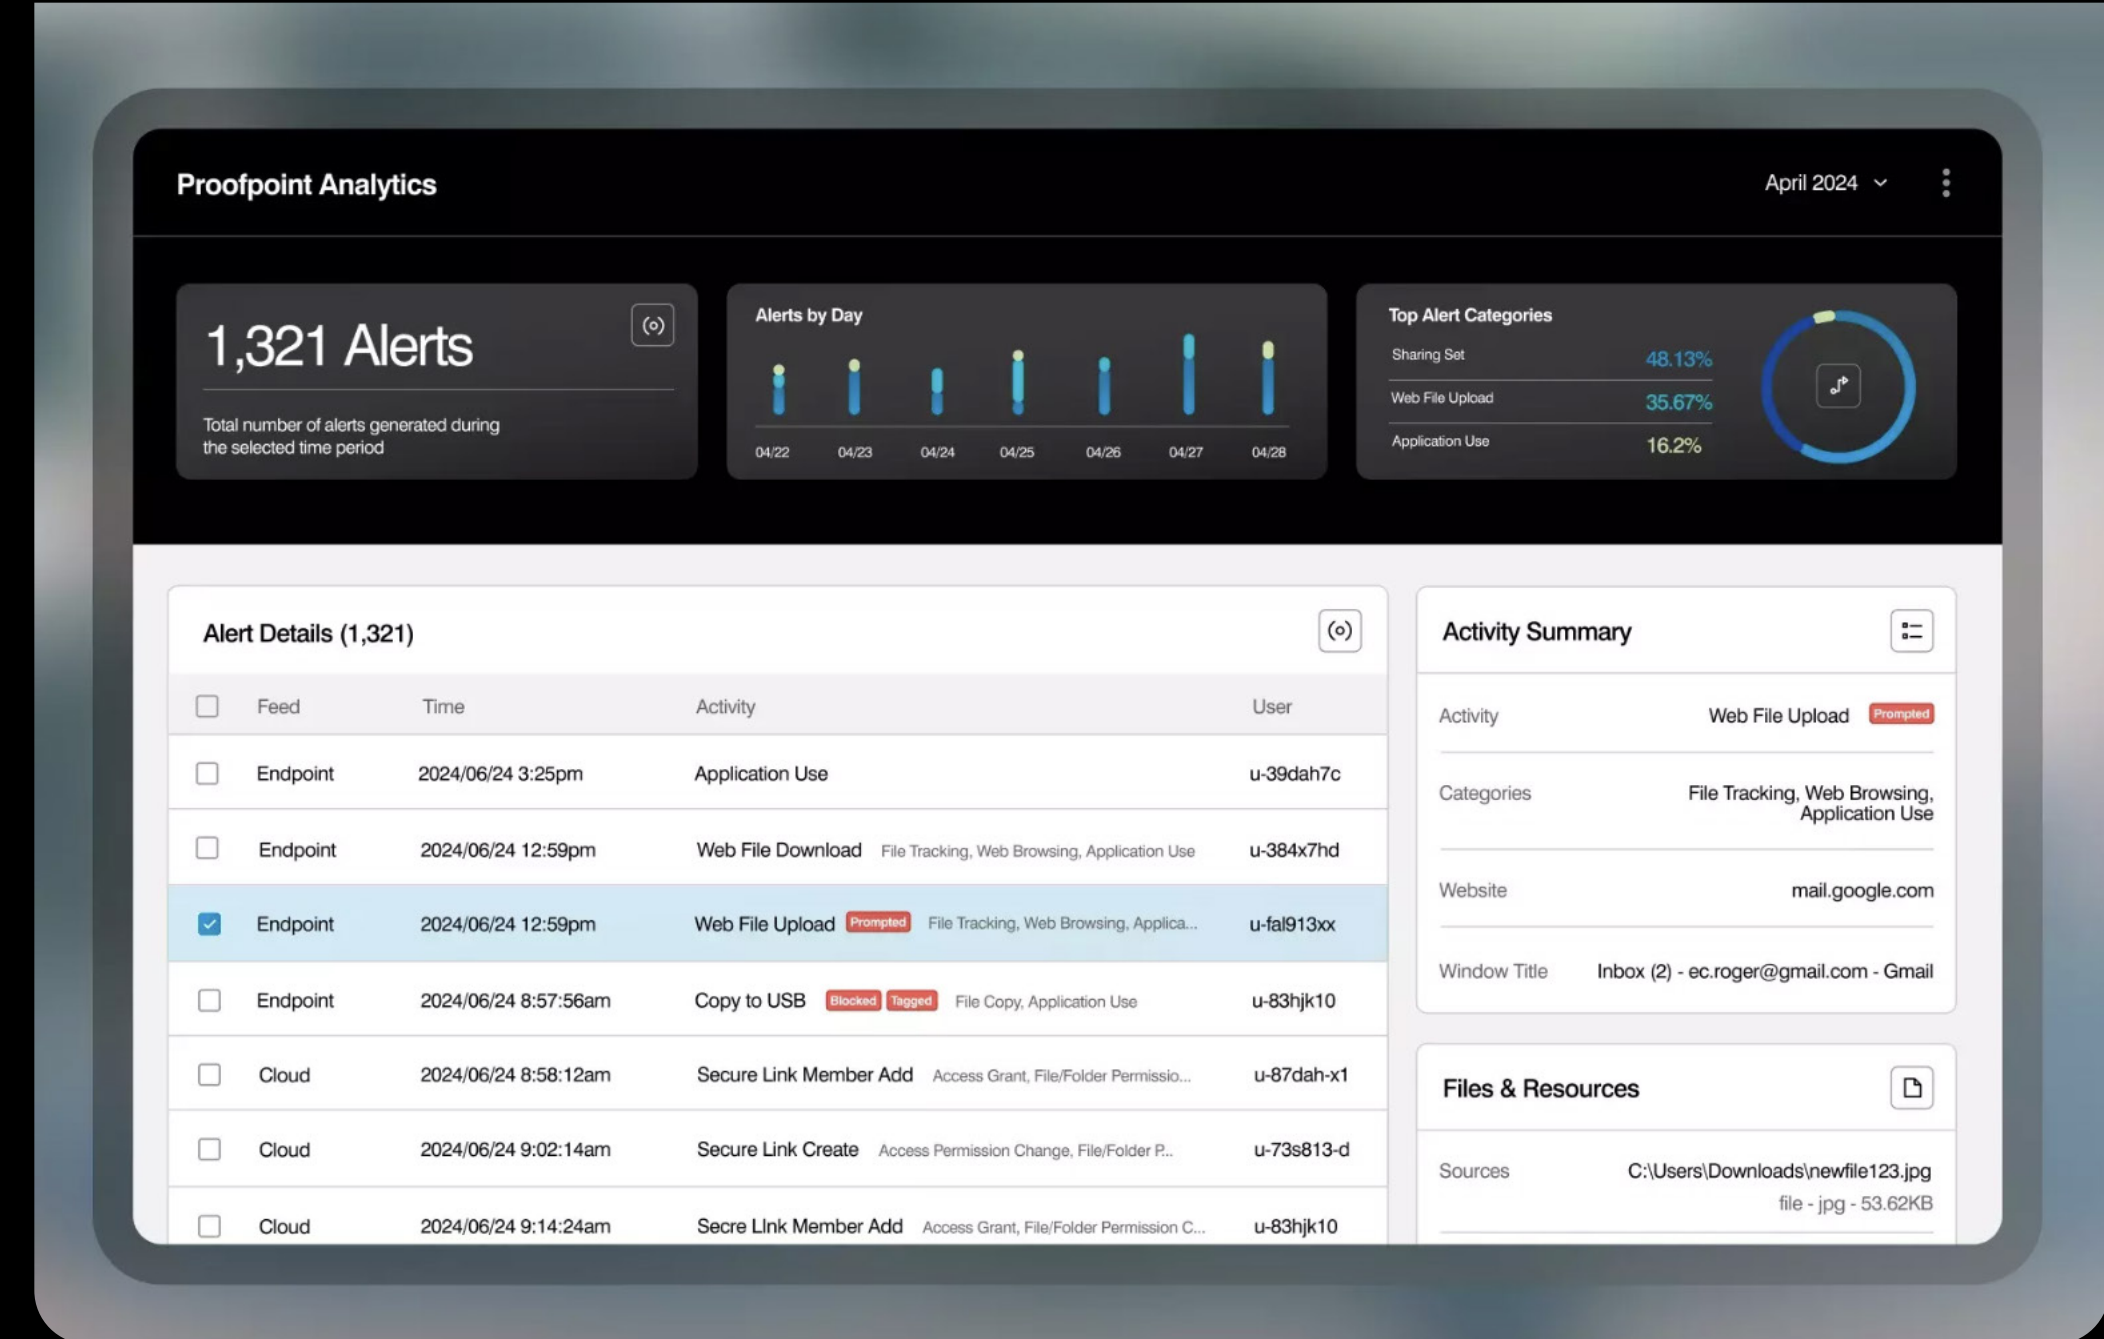 Proofpoint Analytics
April 2024
1,321 Alerts
Total number of alerts generated during
the selected time period
Alerts by Day
04/22 04/23 04/24 04/25 04/26 04/27 04/28
Top Alert Categories
Sharing Set 48.13%
Web File Upload 35.67%
Application Use 16.2%
Alert Details (1,321)
Feed Time Activity User
Endpoint 2024/06/24 3:25pm Application Use u-39dah7c
Endpoint 2024/06/24 12:59pm Web File Download File Tracking, Web Browsing, Application Use u-384x7hd
Endpoint 2024/06/24 12:59pm Web File Upload Prompted File Tracking, Web Browsing, Applica... u-fal913xx
Endpoint 2024/06/24 8:57:56am Copy to USB Blocked Tagged File Copy, Application Use u-83hjk10
Cloud 2024/06/24 8:58:12am Secure Link Member Add Access Grant, File/Folder Permissio... u-87dah-x1
Cloud 2024/06/24 9:02:14am Secure Link Create Access Permission Change, File/Folder P... u-73s813-d
Cloud 2024/06/24 9:14:24am Secre LInk Member Add Access Grant, File/Folder Permission C... u-83hjk10
Activity Summary
Activity Web File Upload Prompted
Categories File Tracking, Web Browsing,
Application Use
Website mail.google.com
Window Title Inbox (2) - ec.roger@gmail.com - Gmail
Files & Resources
Sources C:\Users\Downloads\newfile123.jpg
file - jpg - 53.62KB